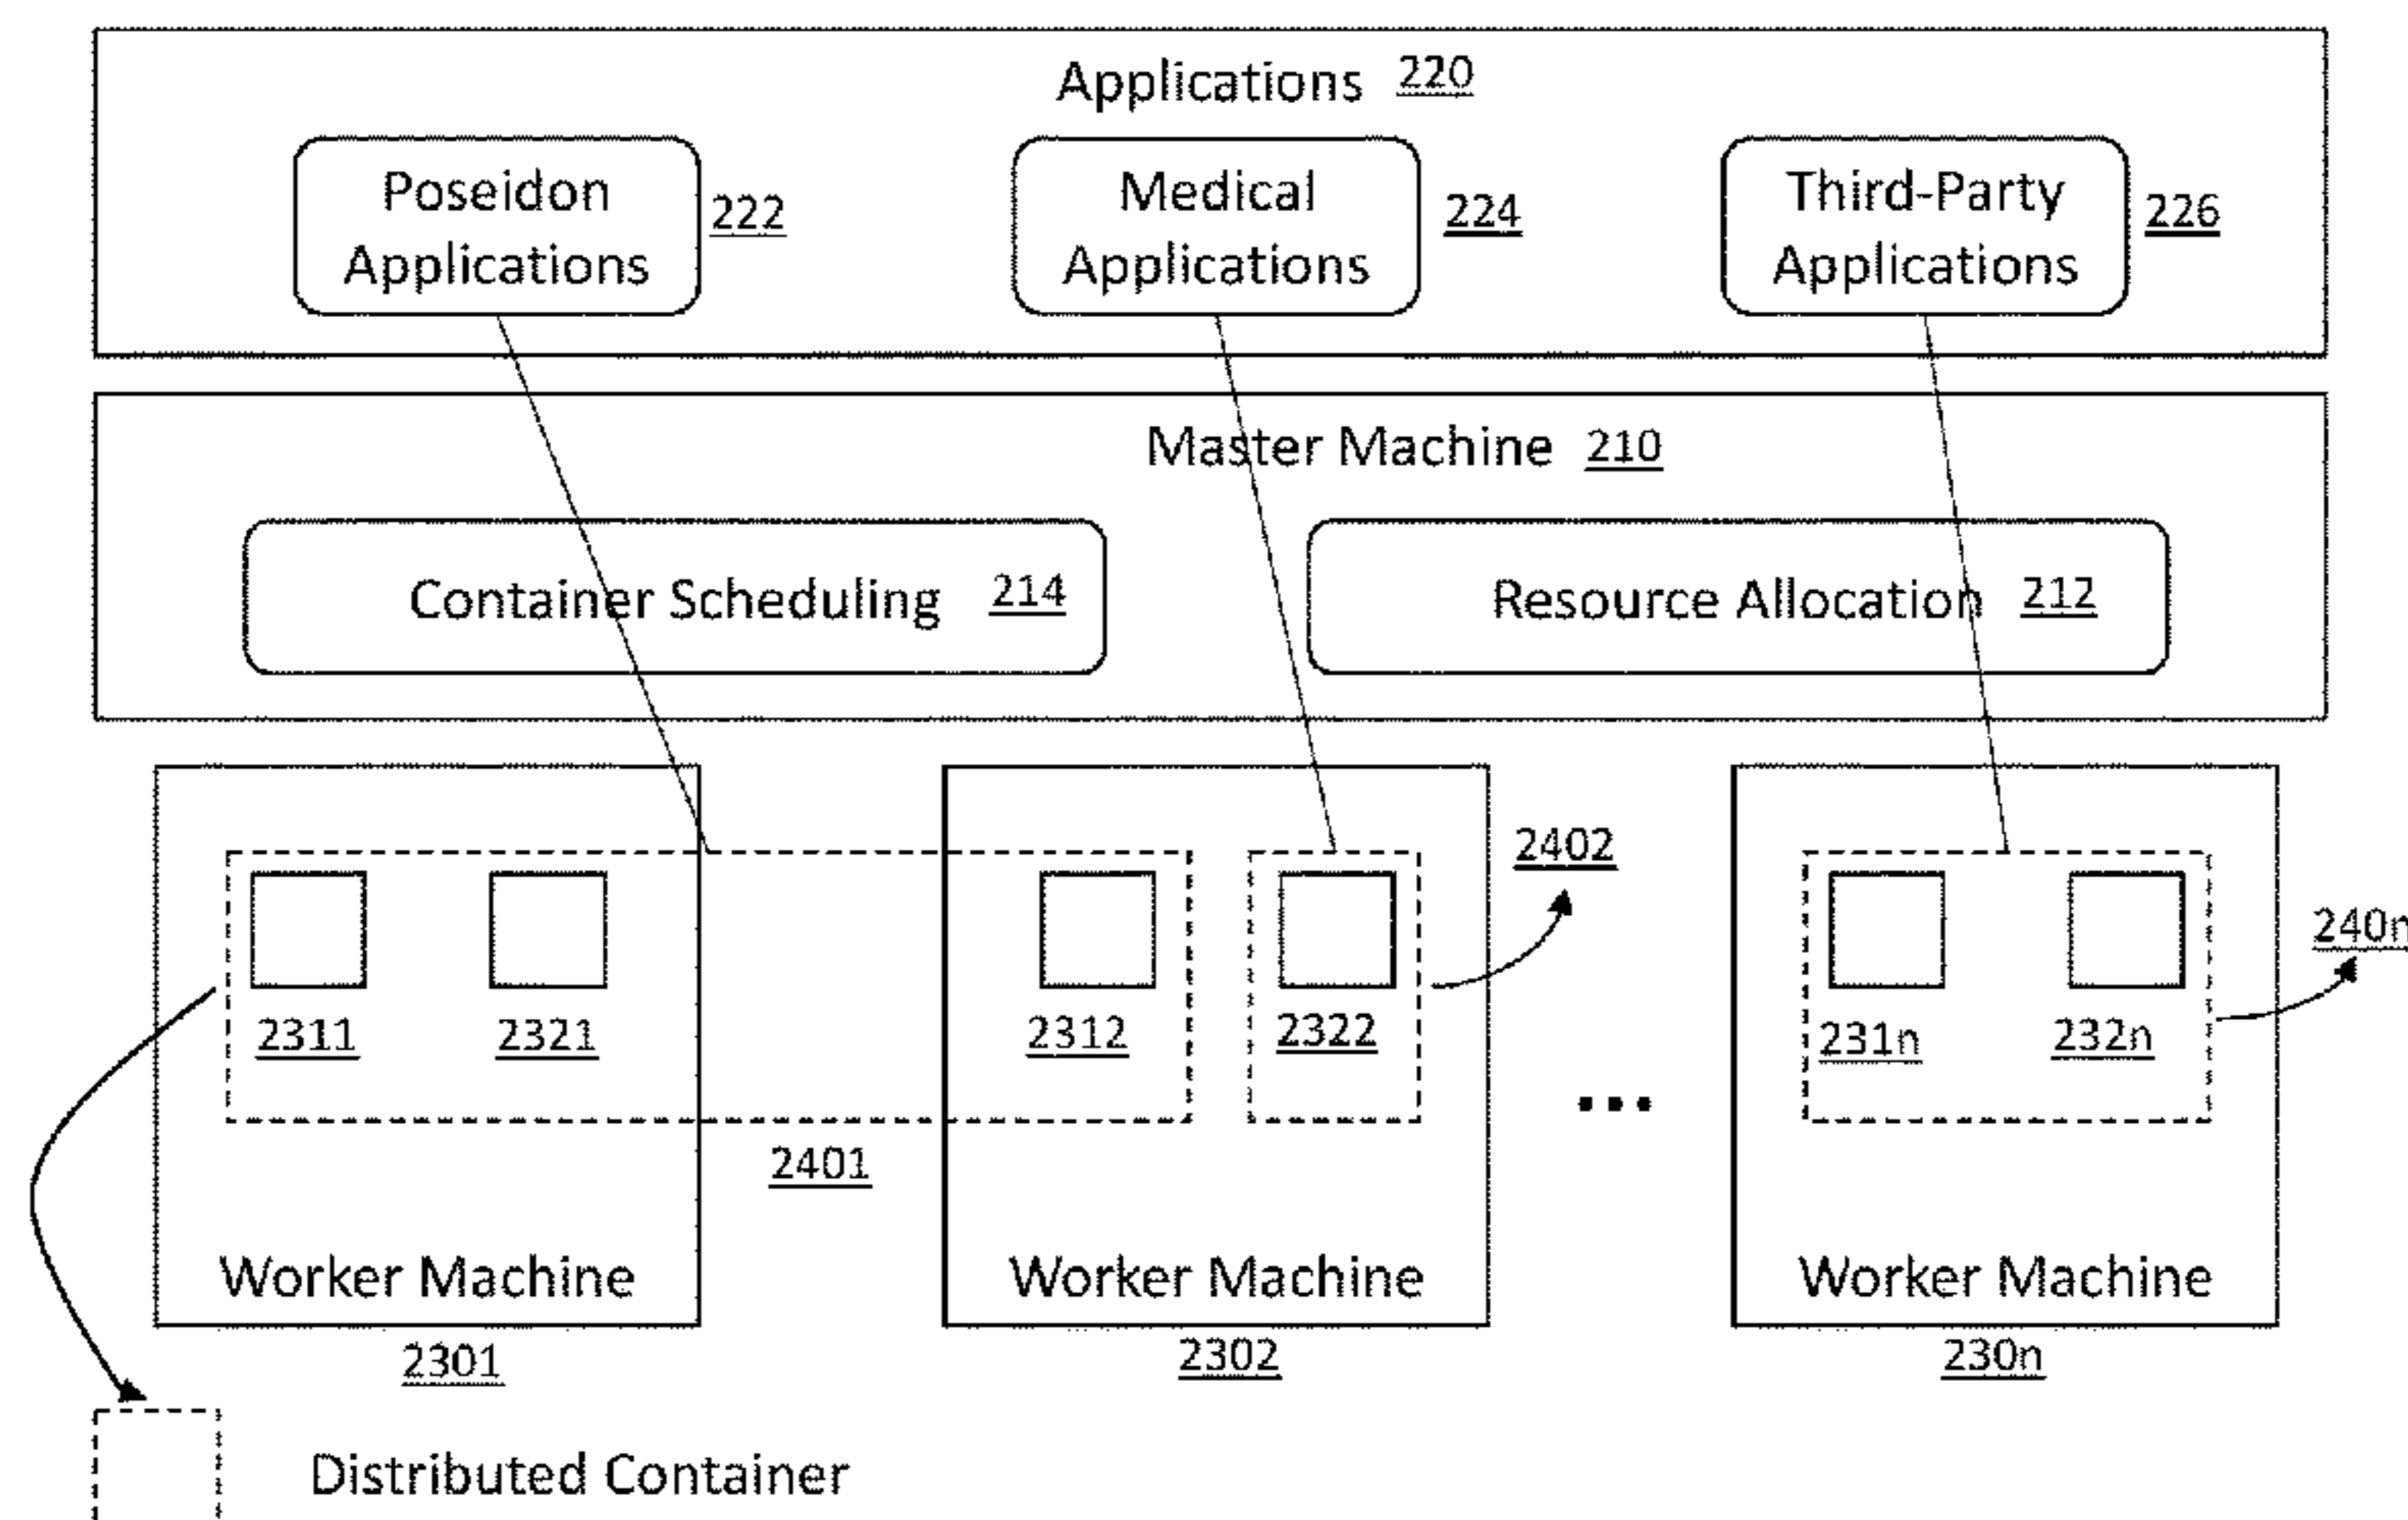 Applications 220
Poseidon
Applications
222
Medical
Applications
224
Third-Party
Applications
226
Master Machine 210
Container Scheduling 214
Resource Allocation 212
2402
240n
2311
2321
2312
2322
231n
232n
2401
...
Worker Machine
2301
Worker Machine
2302
Worker Machine
230n
Distributed Container